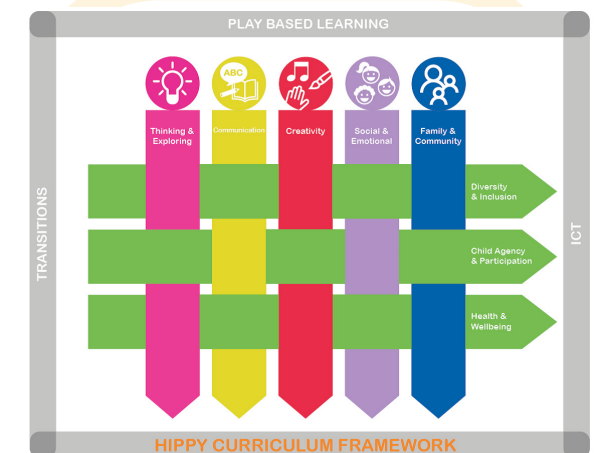 PLAY BASED LEARNING
ABC
Thinking &
Exploring
Communication
Creativity
Social &
Emotional
Family &
Community
Diversity
& Inclusion
Child Agency
& Participation
Health &
Wellbeing
TRANSITIONS
ICT
HIPPY CURRICULUM FRAMEWORK